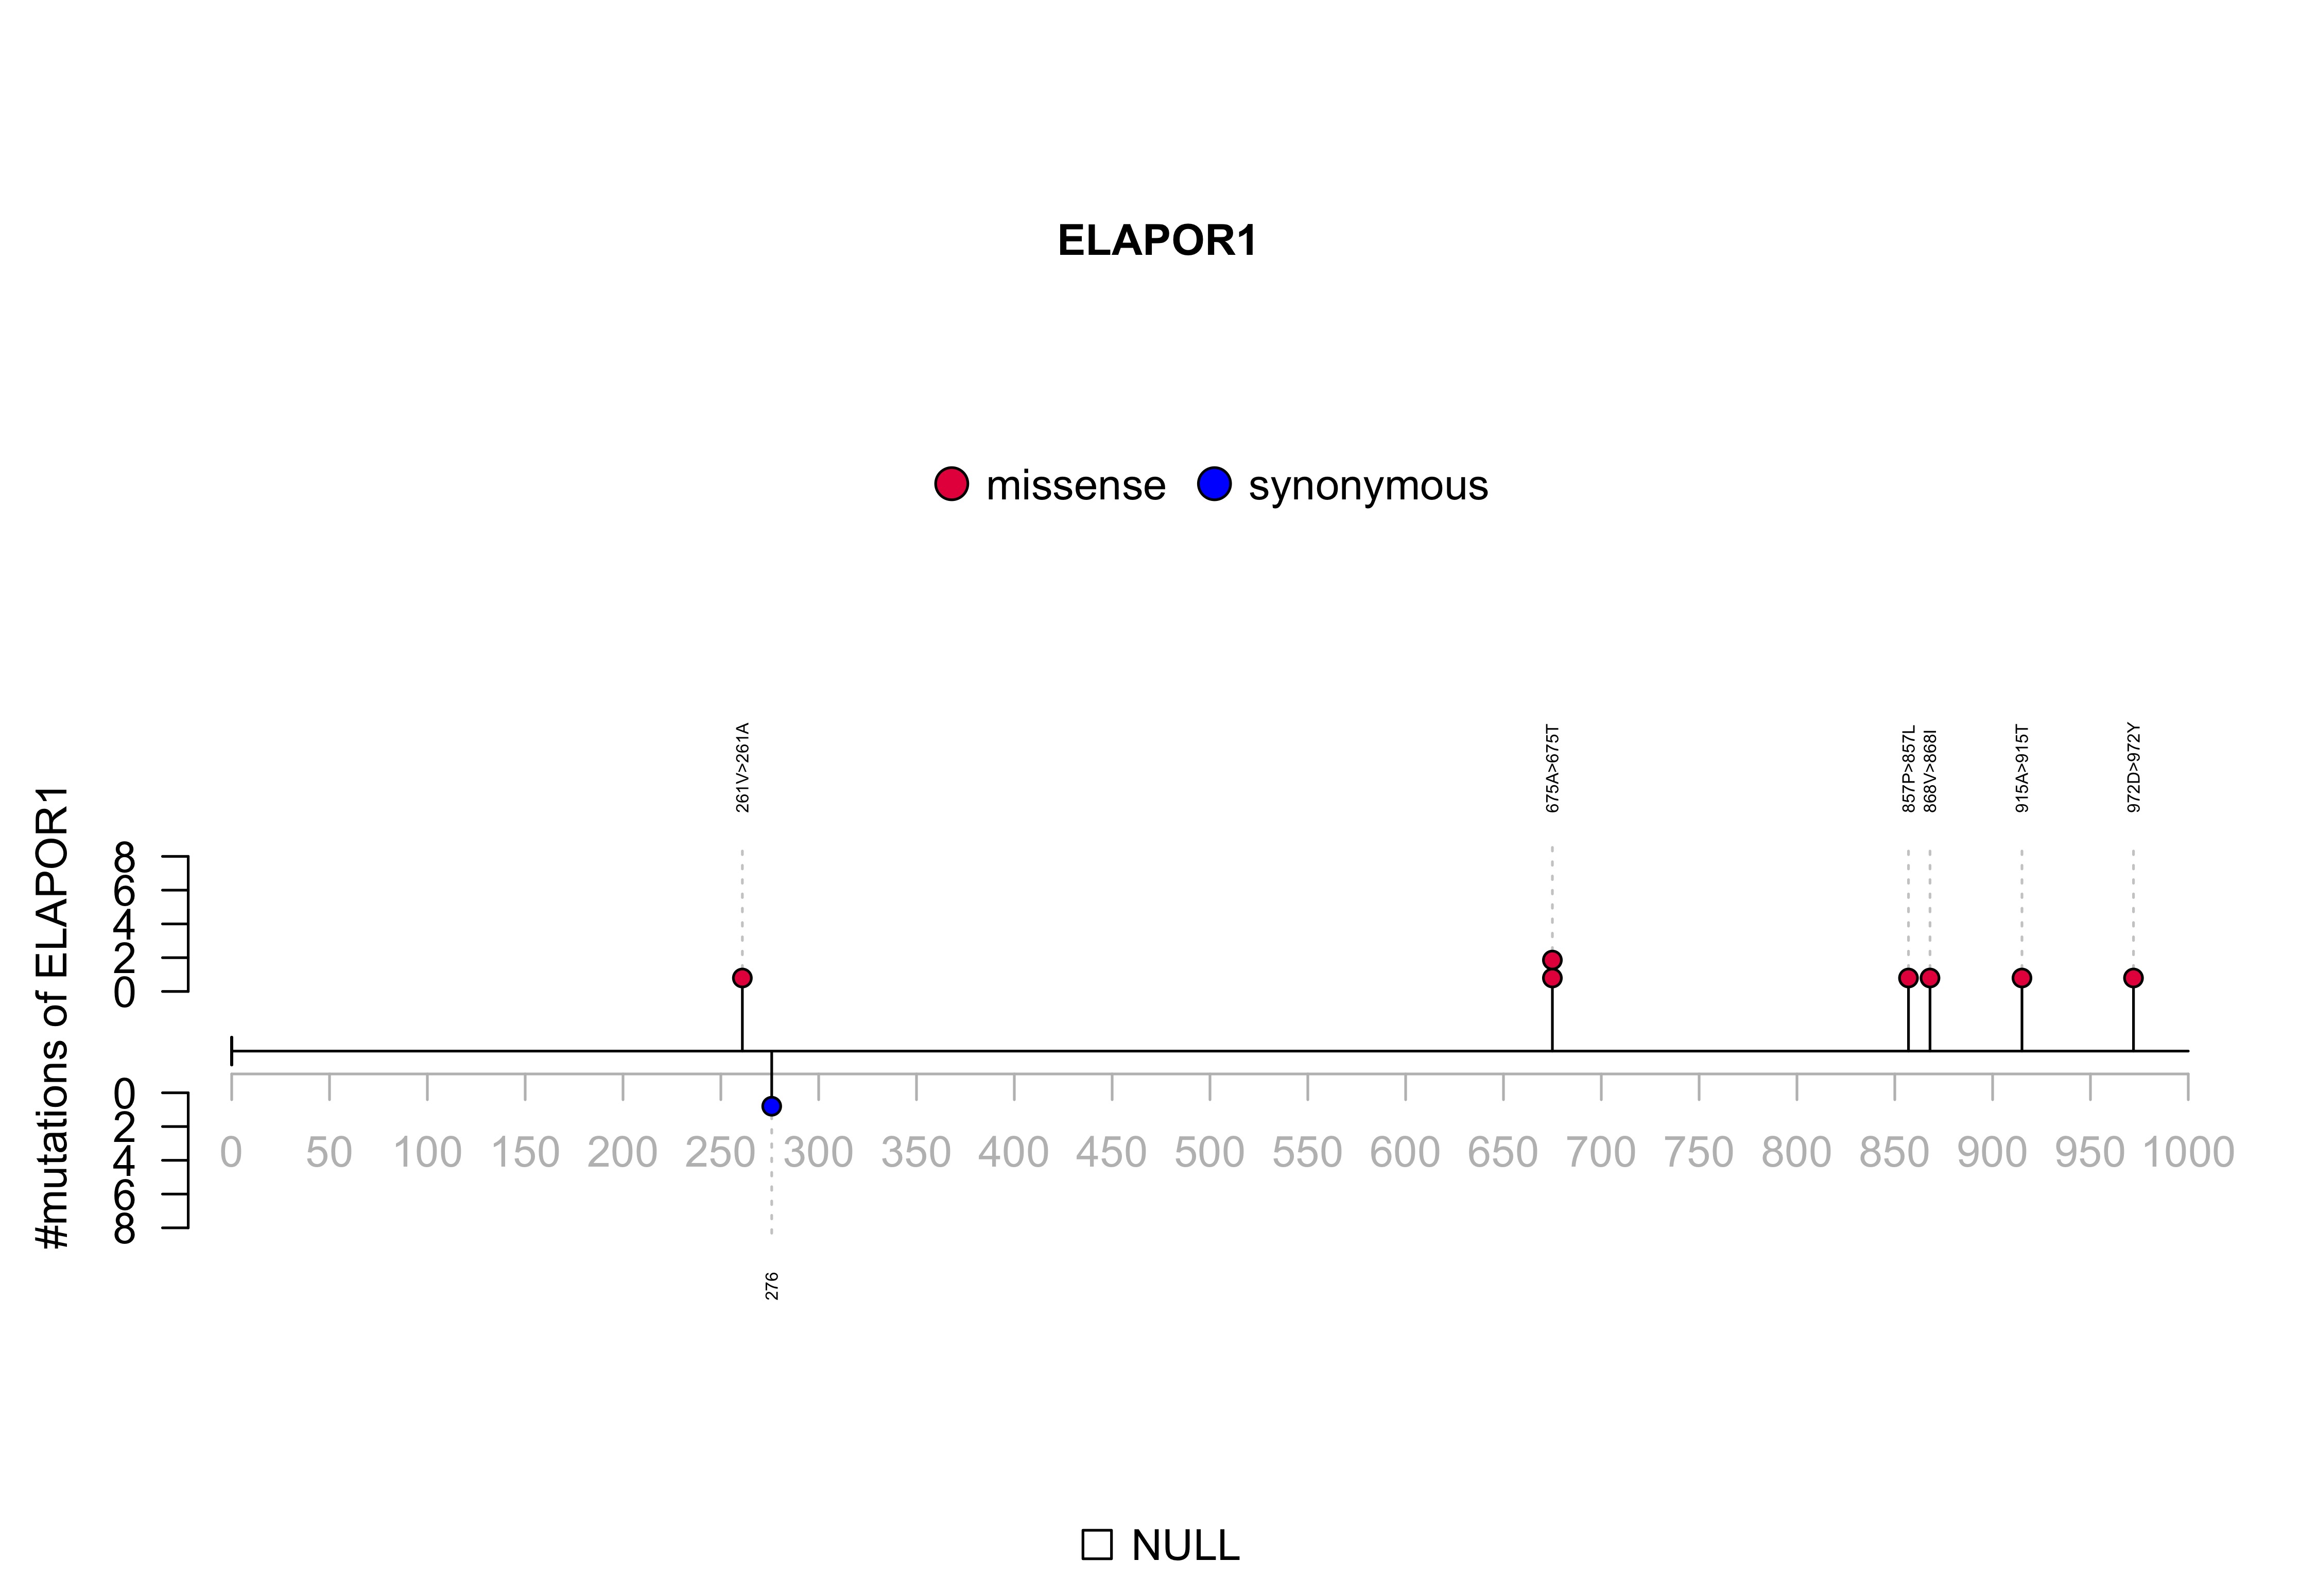 ELAPOR1
missense synonymous
261V>261A
675A>675T
857P>857L
868V>868I
915A>915T
972D>972Y
#mutations of ELAPOR1
8
6
4
2
0
0
2
4
6
8
0 50 100 150 200 250 300 350 400 450 500 550 600 650 700 750 800 850 900 950 1000
276
NULL